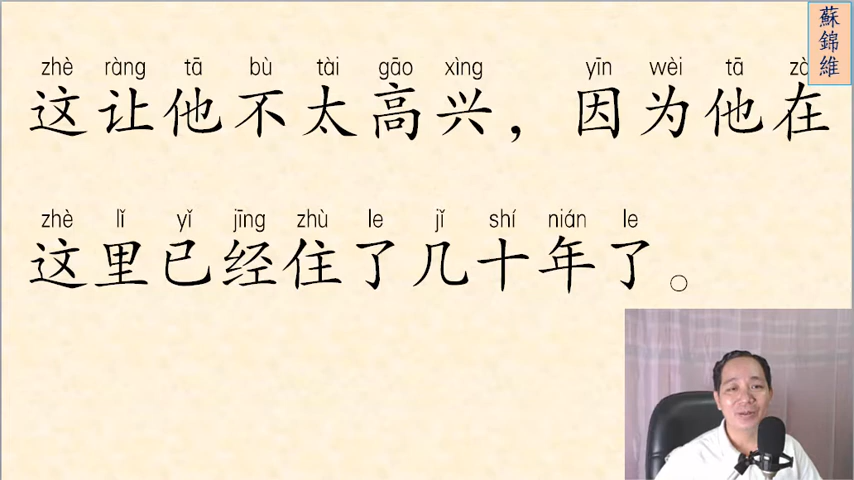 zhè ràng tā bù tài gāo xìng yīn wèi tā
这让他不太高兴，因为他在
zhè lǐ yǐ jīng zhù le jǐ shí nián le
这里已经住了几十年了。
蘇錦維